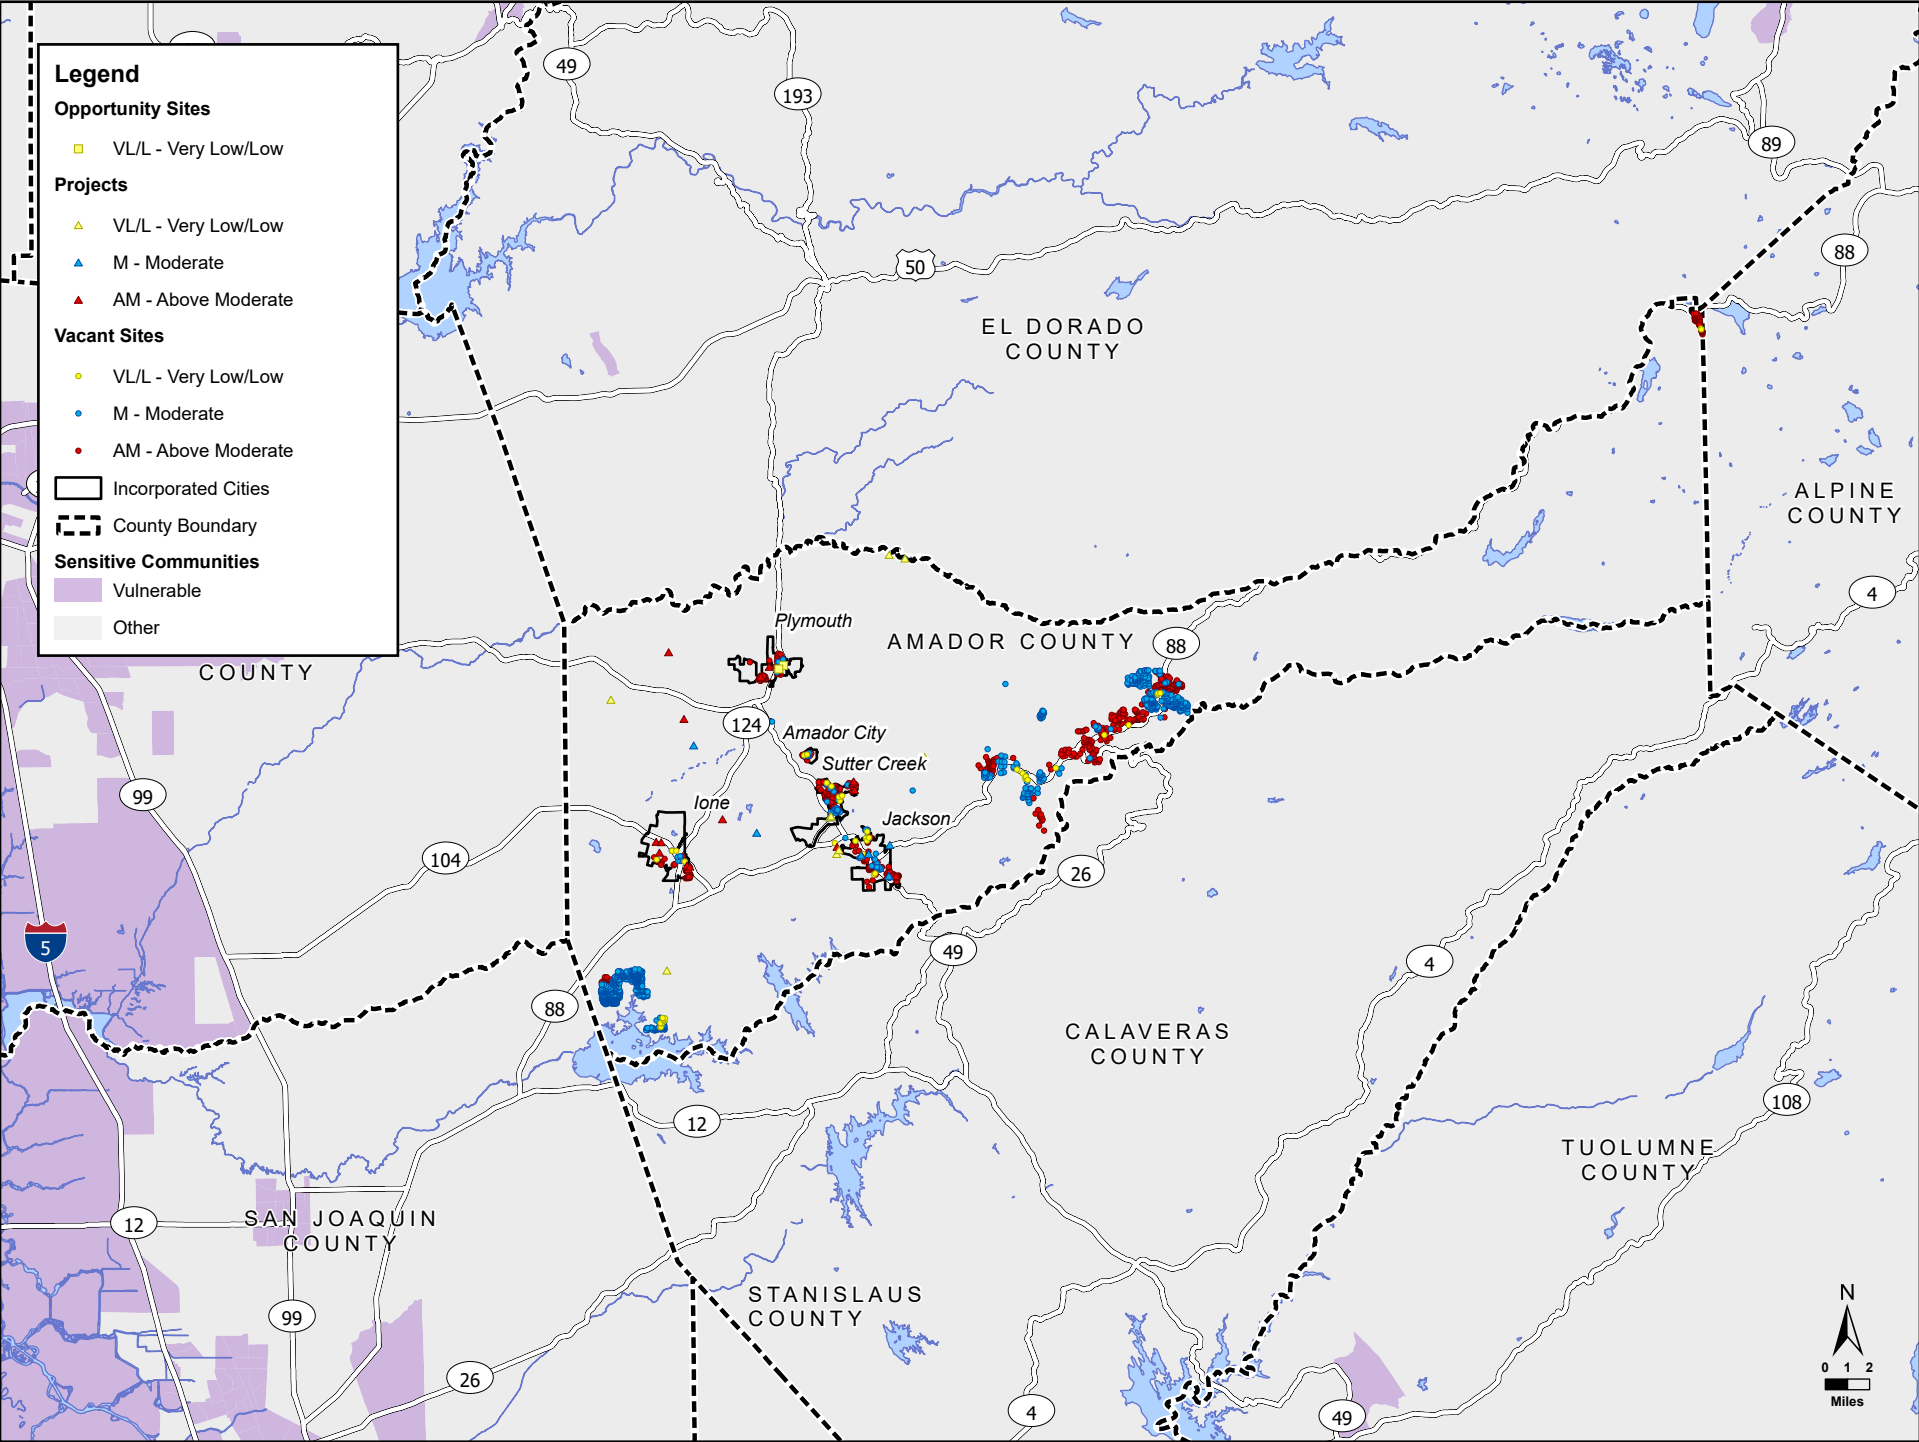 Legend
Opportunity Sites
VL/L - Very Low/Low
Projects
VL/L - Very Low/Low
M - Moderate
AM - Above Moderate
Vacant Sites
VL/L - Very Low/Low
M - Moderate
AM - Above Moderate
Incorporated Cities
County Boundary
Sensitive Communities
Vulnerable
Other
49
193
89
88
50
EL DORADO
COUNTY
ALPINE
COUNTY
4
Plymouth
AMADOR COUNTY
88
COUNTY
124
Amador City
Sutter Creek
99
Ione
Jackson
104
26
5
49
4
88
CALAVERAS
COUNTY
108
12
TUOLUMNE
COUNTY
12
SAN JOAQUIN
COUNTY
STANISLAUS
COUNTY
99
26
4
49
N
0 1 2
Miles